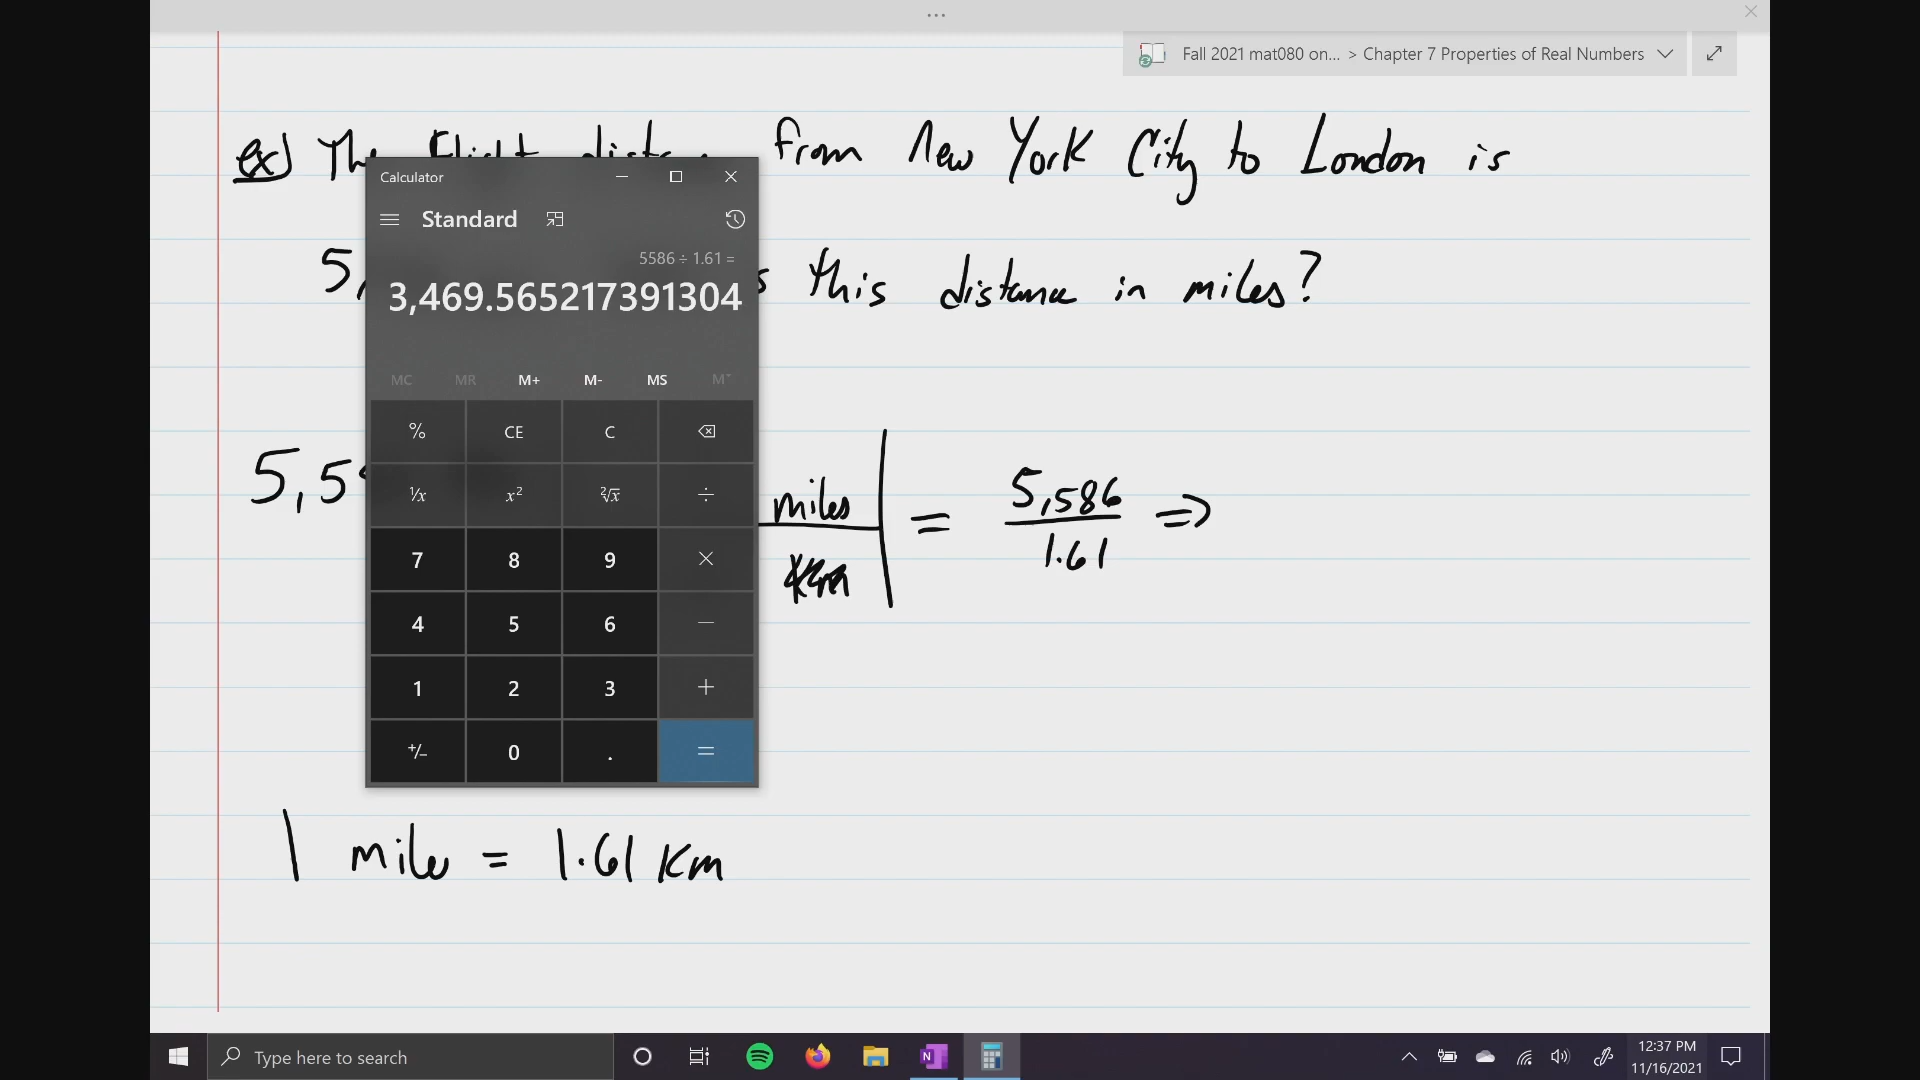 Fall 2021 mat080 on... > Chapter 7 Properties of Real Numbers
ex) The Flight from New York City to London is
5, this distance in miles?
Calculator
Standard
5586 ÷ 1.61 =
3,469.565217391304
MC MR M+ M- MS M˅
% CE C
¹/x x² ²√x ÷
7 8 9 ×
4 5 6 −
1 2 3 +
+/− 0 . =
5,5 miles = 5,586 =>
km 1.61
1 mile = 1.61 km
Type here to search
12:37 PM
11/16/2021